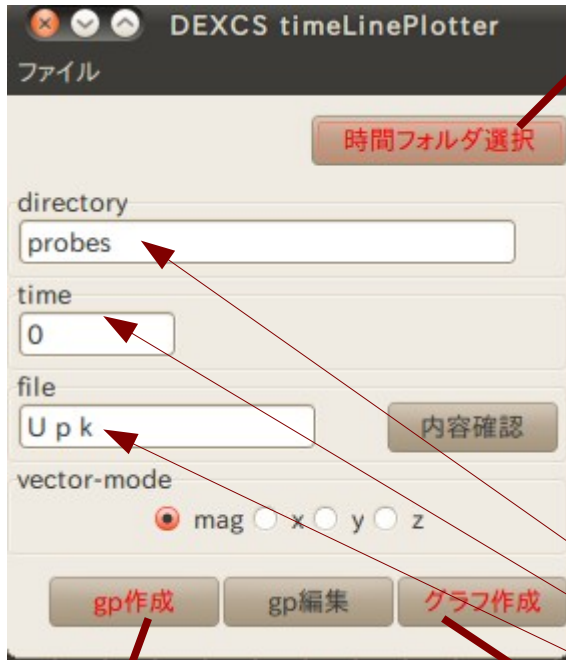 DEXCS timeLinePlotter
ファイル
時間フォルダ選択
directory
probes
time
0
file
U p k
内容確認
vector-mode
mag x y z
gp作成 gp編集 グラフ作成